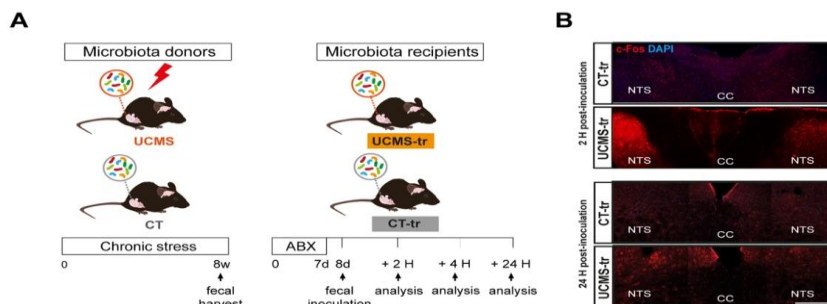 A
Microbiota donors
UCMS
CT
Chronic stress
0
8w
fecal
harvest
Microbiota recipients
UCMS-tr
CT-tr
ABX
0
7d
8d
+ 2 H
+ 4 H
+ 24 H
fecal
inoculation
analysis
analysis
analysis
B
2 H post-inoculation
CT-tr
c-Fos DAPI
NTS
CC
NTS
UCMS-tr
NTS
CC
NTS
24 H post-inoculation
CT-tr
NTS
CC
NTS
UCMS-tr
NTS
CC
NTS